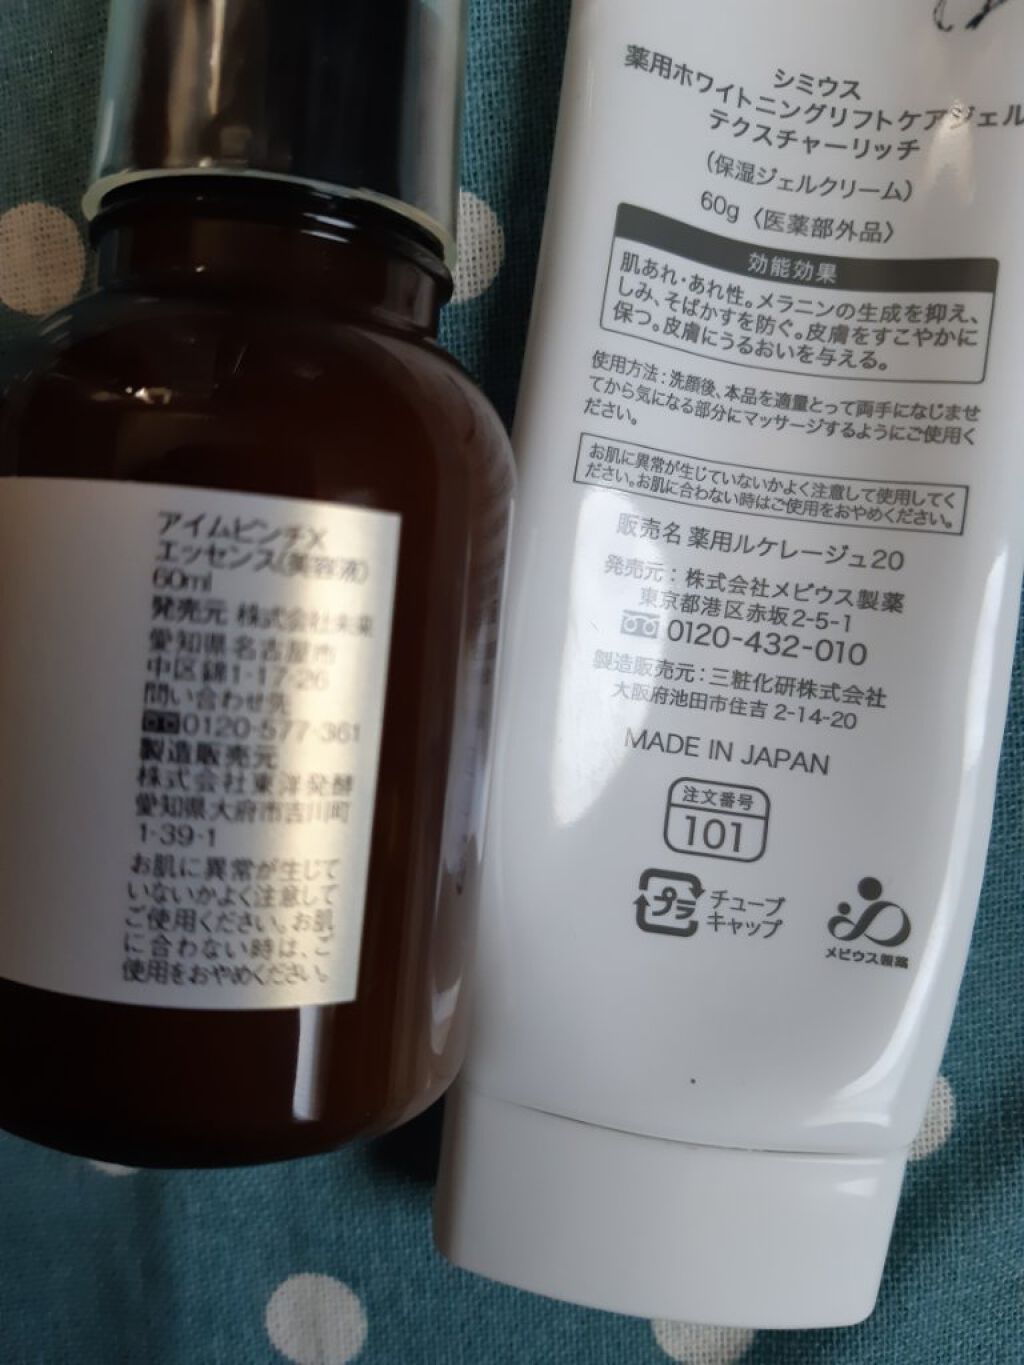 アイムピンチX
エッセンス(美容液)
60ml
発売元 株式会社未来
愛知県名古屋市
中区錦1-17-26
問い合わせ先
0120-577-361
製造販売元
株式会社東洋発酵
愛知県大府市吉川町
1-39-1
お肌に異常が生じて
いないかよく注意して
ご使用ください。お肌
に合わない時は、ご
使用をおやめください。
シミウス
薬用ホワイトニングリフトケアジェル
テクスチャーリッチ
(保湿ジェルクリーム)
60g〈医薬部外品〉
効能効果
肌あれ・あれ性。メラニンの生成を抑え、
しみ、そばかすを防ぐ。皮膚をすこやかに
保つ。皮膚にうるおいを与える。
使用方法:洗顔後、本品を適量とって両手になじませ
てから気になる部分にマッサージするようにご使用く
ださい。
お肌に異常が生じていないかよく注意して使用してく
ださい。お肌に合わない時はご使用をおやめください。
販売名 薬用ルケレージュ20
発売元:株式会社メビウス製薬
東京都港区赤坂2-5-1
0120-432-010
製造販売元:三粧化研株式会社
大阪府池田市住吉 2-14-20
MADE IN JAPAN
注文番号
101
プラ
チューブ
キャップ
メビウス製薬